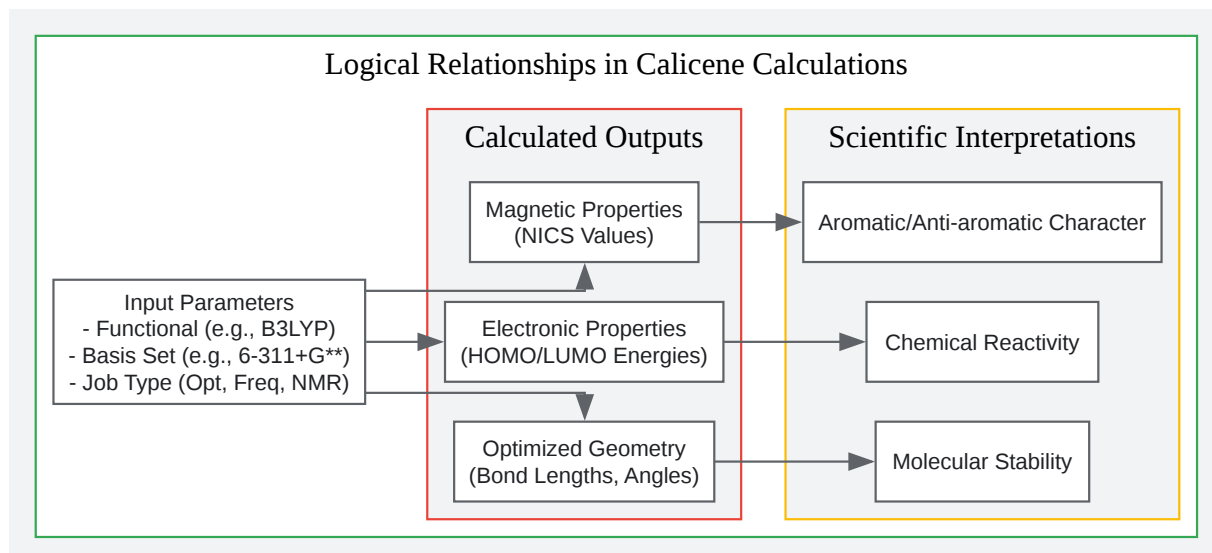 Logical Relationships in Calicene Calculations
Calculated Outputs
Scientific Interpretations
Magnetic Properties
(NICS Values)
Aromatic/Anti-aromatic Character
Input Parameters
- Functional (e.g., B3LYP)
- Basis Set (e.g., 6-311+G**)
- Job Type (Opt, Freq, NMR)
Electronic Properties
(HOMO/LUMO Energies)
Chemical Reactivity
Optimized Geometry
(Bond Lengths, Angles)
Molecular Stability